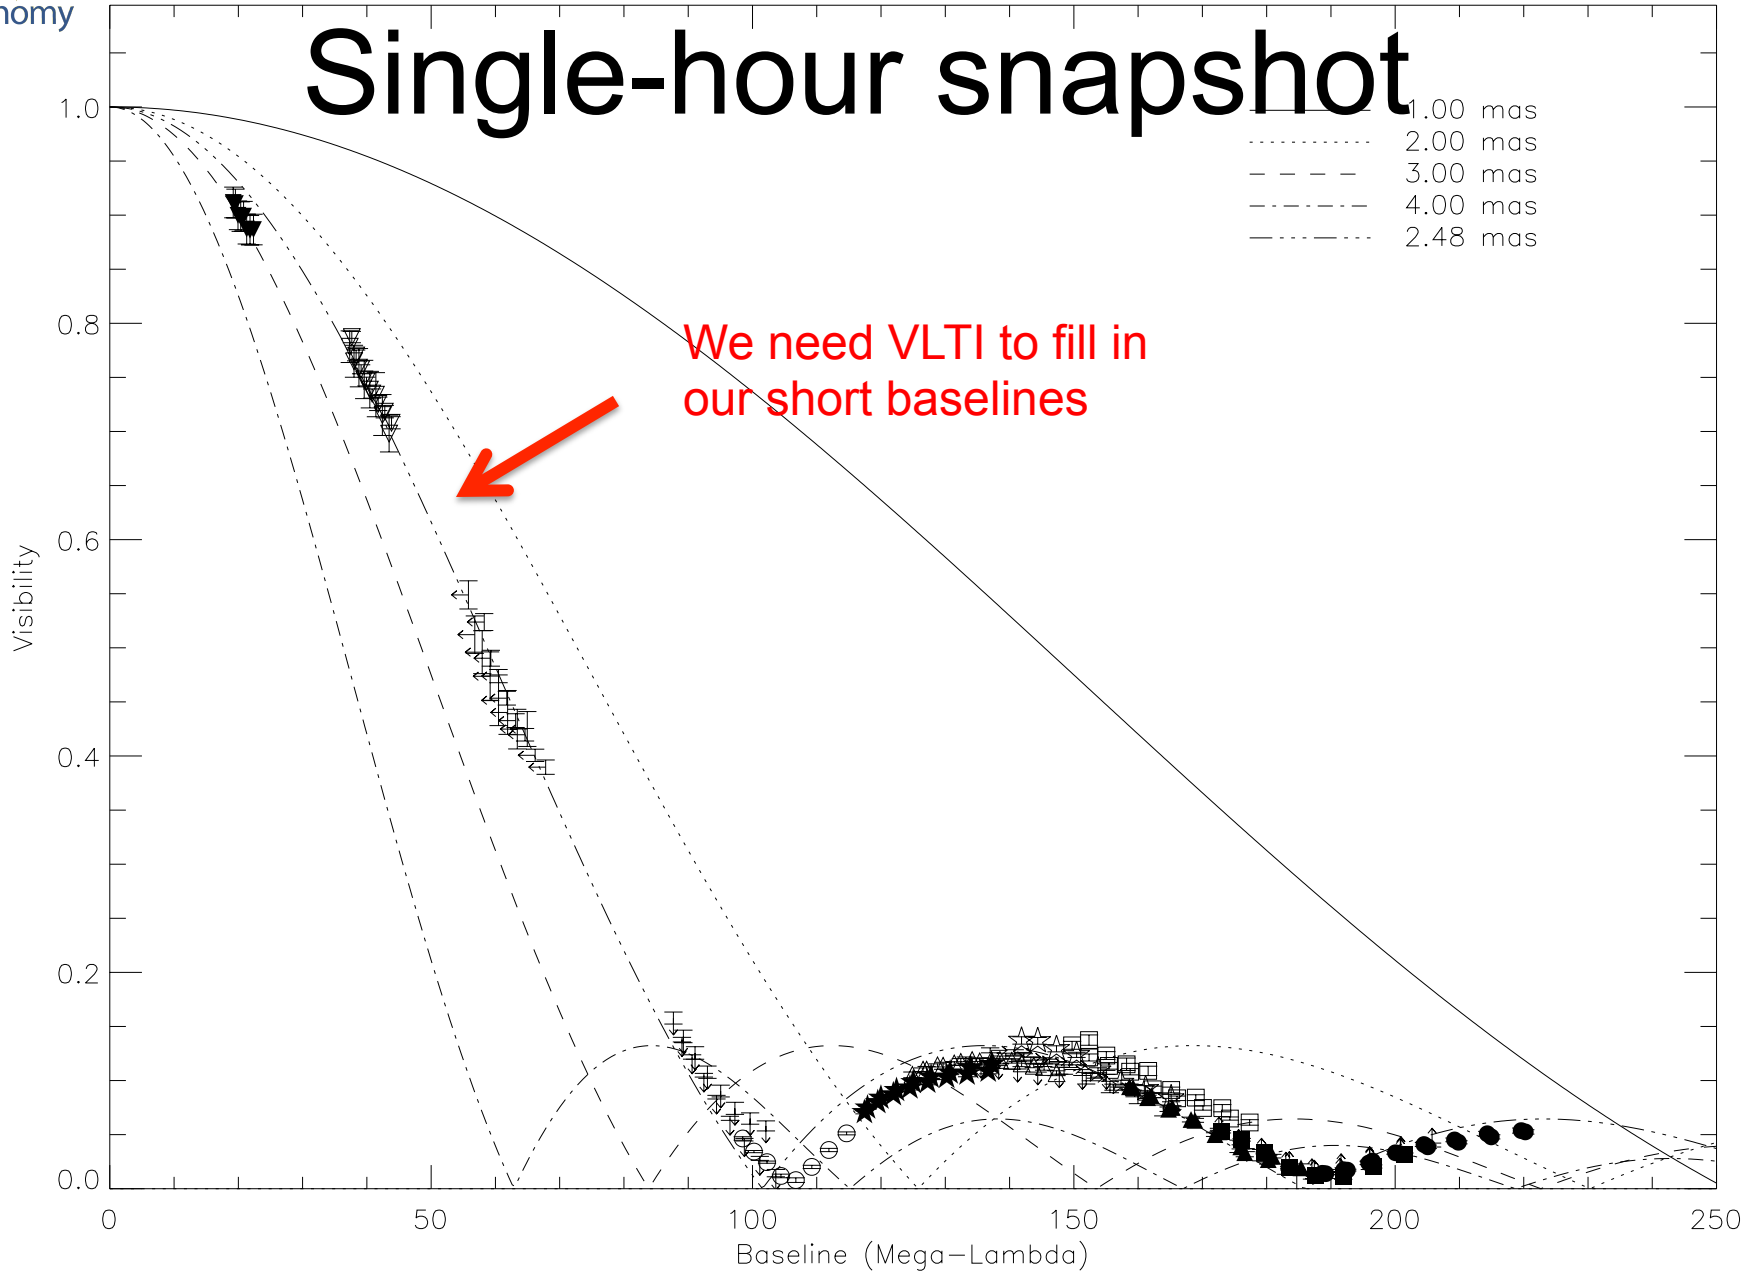 Single-hour snapshot
1.00 mas
2.00 mas
3.00 mas
4.00 mas
2.48 mas
We need VLTI to fill in
our short baselines
Visibility
1.0
0.8
0.6
0.4
0.2
0.0
0
50
100
150
200
250
Baseline (Mega-Lambda)